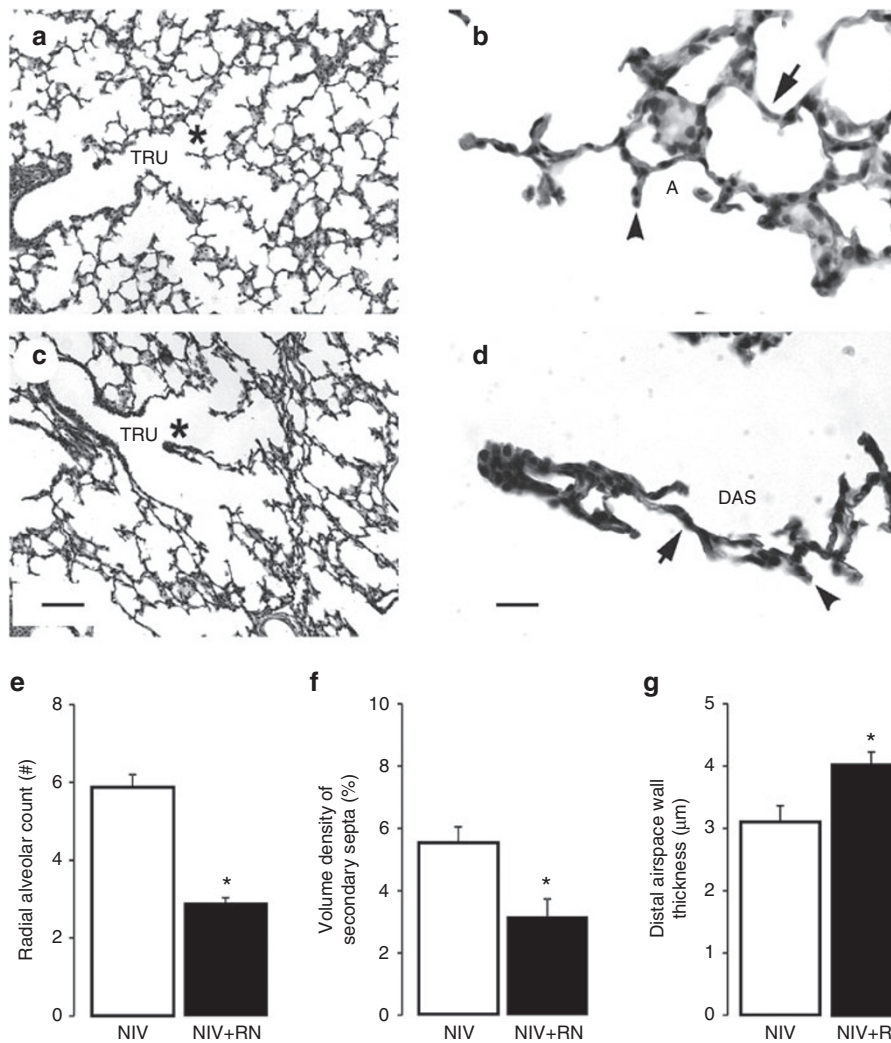 a
TRU
*
b
A
c
TRU
*
d
DAS
e
Radial alveolar count (#)
8
6
4
2
0
*
NIV
NIV+RN
f
Volume density of
secondary septa (%)
10
8
6
4
2
0
*
NIV
NIV+RN
g
Distal airspace wall
thickness (μm)
5
4
3
2
1
0
*
NIV